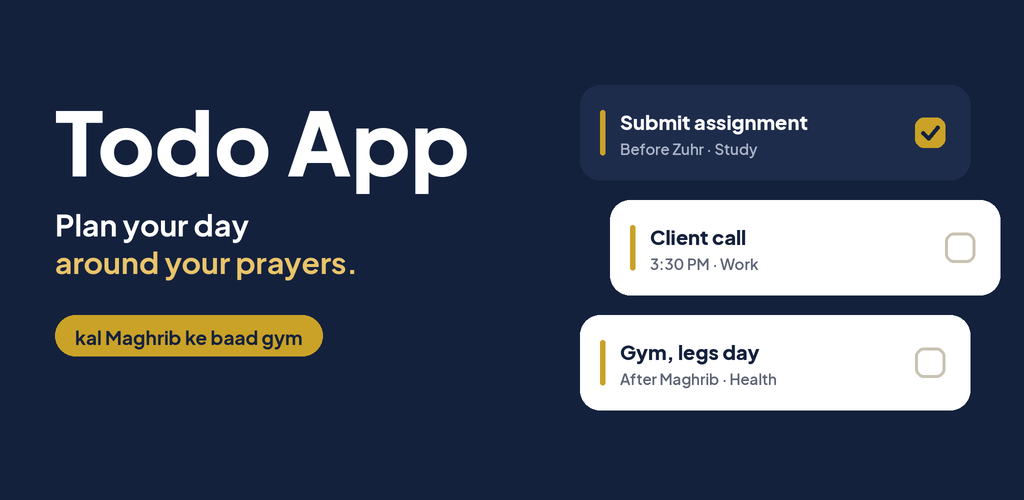 Todo App
Plan your day
around your prayers.
kal Maghrib ke baad gym
Submit assignment
Before Zuhr · Study
Client call
3:30 PM · Work
Gym, legs day
After Maghrib · Health